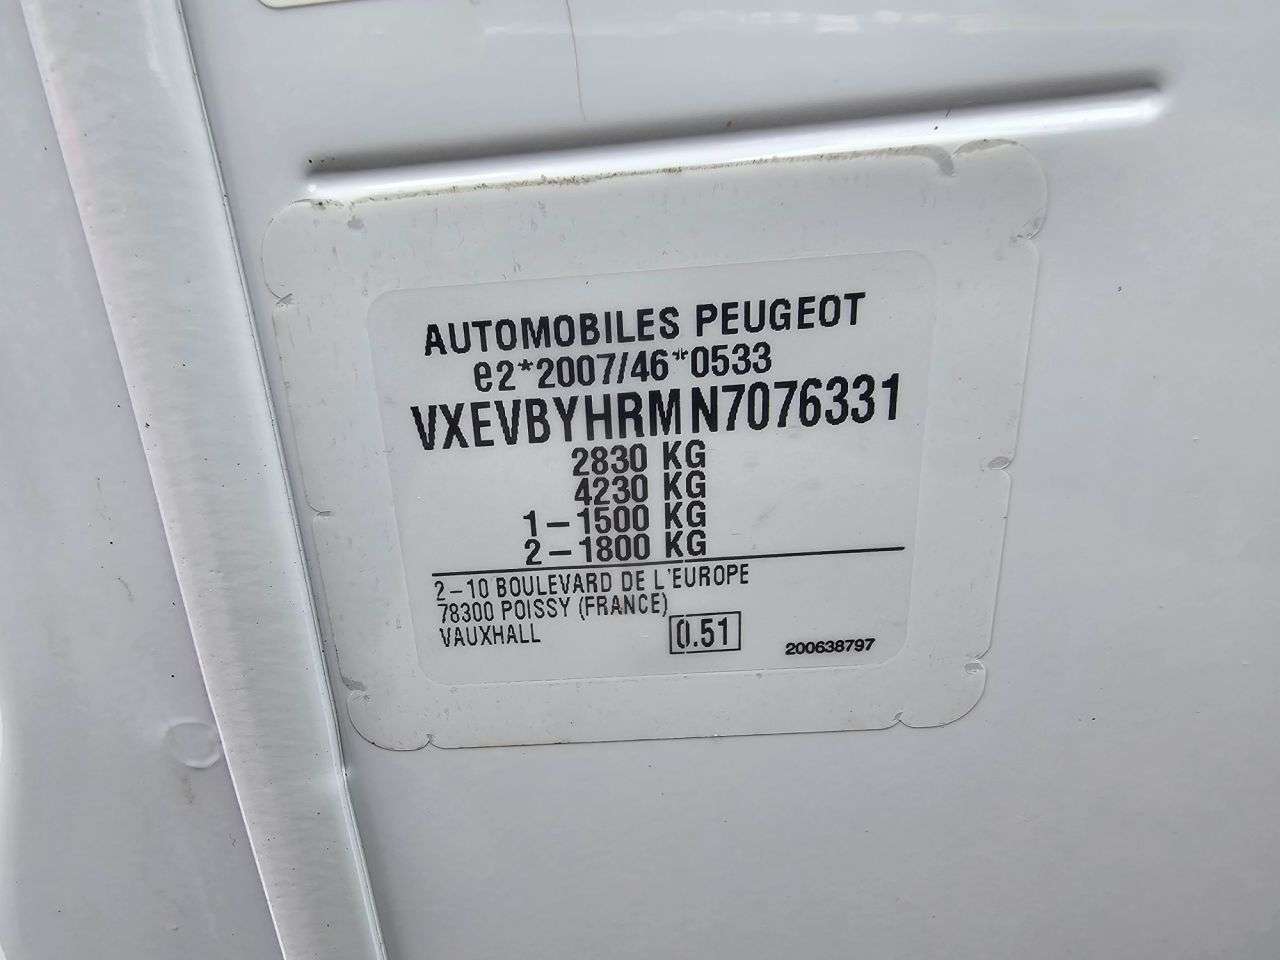 AUTOMOBILES PEUGEOT
e2*2007/46*0533
VXEVBYHRMN7076331
2830 KG
4230 KG
1-1500 KG
2-1800 KG
2-10 BOULEVARD DE L'EUROPE
78300 POISSY (FRANCE)
VAUXHALL
0.51
200638797